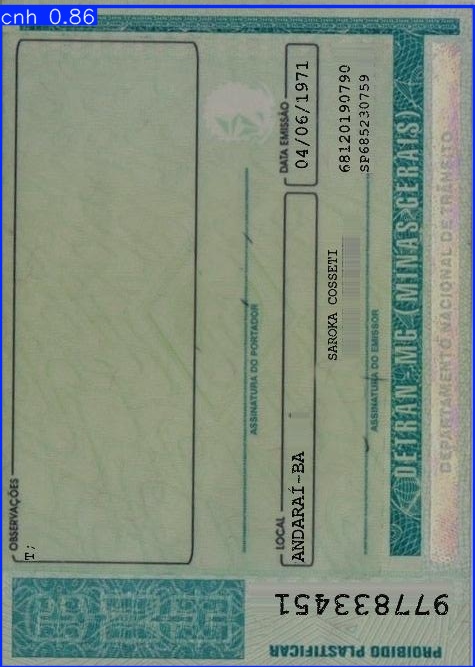 cnh 0.86
OBSERVAÇÕES
T;
ASSINATURA DO PORTADOR
LOCAL
ANDARAÍ-BA
DATA EMISSÃO
04/06/1971
SAROKA COSSETI
68120190790
SP685230759
ASSINATURA DO EMISSOR
DETRAN-MG (MINAS GERAIS)
DEPARTAMENTO NACIONAL DE TRÂNSITO
977833451
PROIBIDO PLASTIFICAR